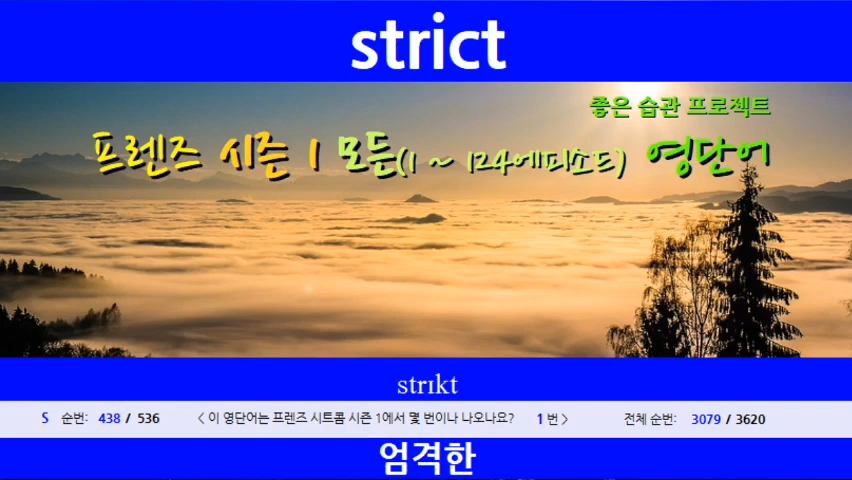 strict
좋은 습관 프로젝트
프렌즈 시즌 1 모든(1 ~ 124에피소드) 영단어
strɪkt
S 순번: 438 / 536 < 이 영단어는 프렌즈 시트콤 시즌 1에서 몇 번이나 나오나요? 1 번 > 전체 순번: 3079 / 3620
엄격한